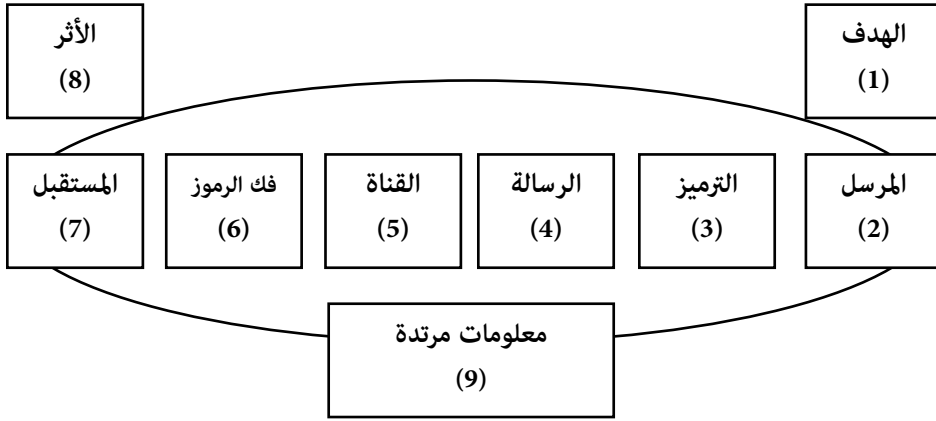 الهدف
(1)
الأثر
(8)
المرسل
(2)
الترميز
(3)
الرسالة
(4)
القناة
(5)
فك الرموز
(6)
المستقبل
(7)
معلومات مرتدة
(9)